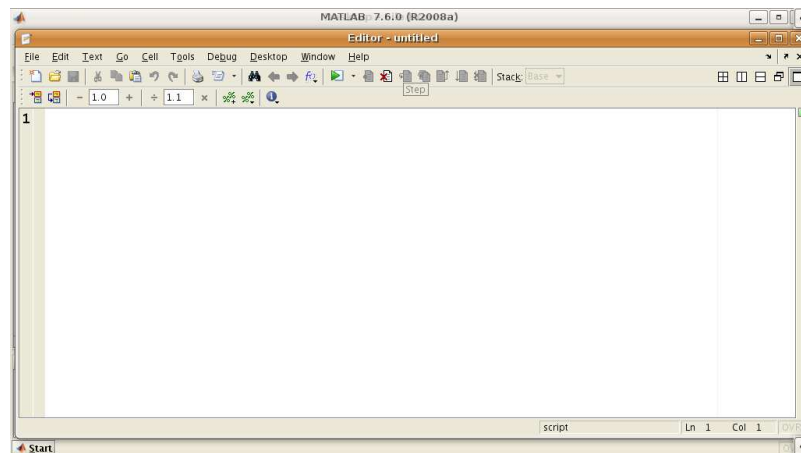 MATLAB 7.6.0 (R2008a)
Editor - untitled
File Edit Text Go Cell Tools Debug Desktop Window Help
Stack: Base
Step
- 1.0 + ÷ 1.1 ×
1
script Ln 1 Col 1 OVR
Start